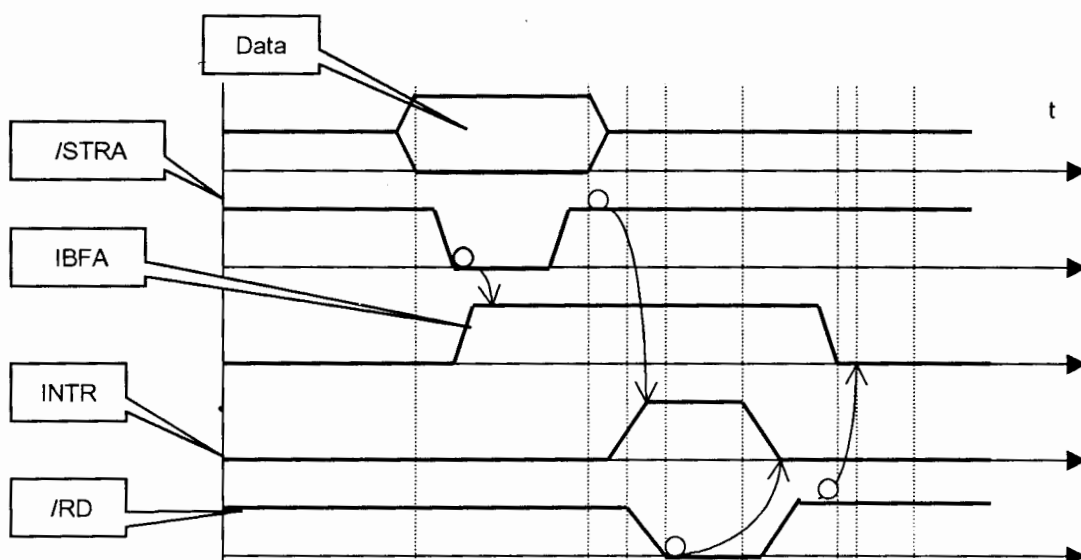 Data
t
/STRA
IBFA
INTR
/RD